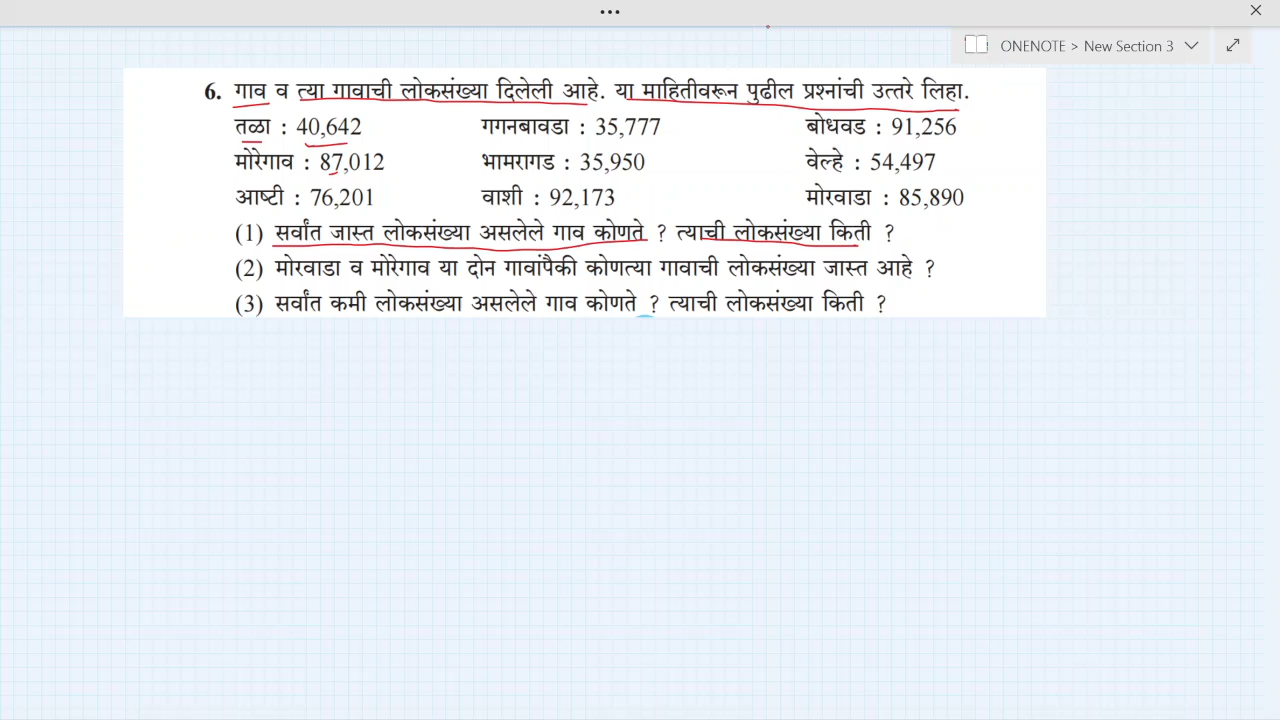 ONENOTE > New Section 3
6. गाव व त्या गावाची लोकसंख्या दिलेली आहे. या माहितीवरून पुढील प्रश्नांची उत्तरे लिहा.
तळा : 40,642 गगनबावडा : 35,777 बोधवड : 91,256
मोरेगाव : 87,012 भामरागड : 35,950 वेल्हे : 54,497
आष्टी : 76,201 वाशी : 92,173 मोरवाडा : 85,890
(1) सर्वांत जास्त लोकसंख्या असलेले गाव कोणते ? त्याची लोकसंख्या किती ?
(2) मोरवाडा व मोरेगाव या दोन गावांपैकी कोणत्या गावाची लोकसंख्या जास्त आहे ?
(3) सर्वांत कमी लोकसंख्या असलेले गाव कोणते ? त्याची लोकसंख्या किती ?